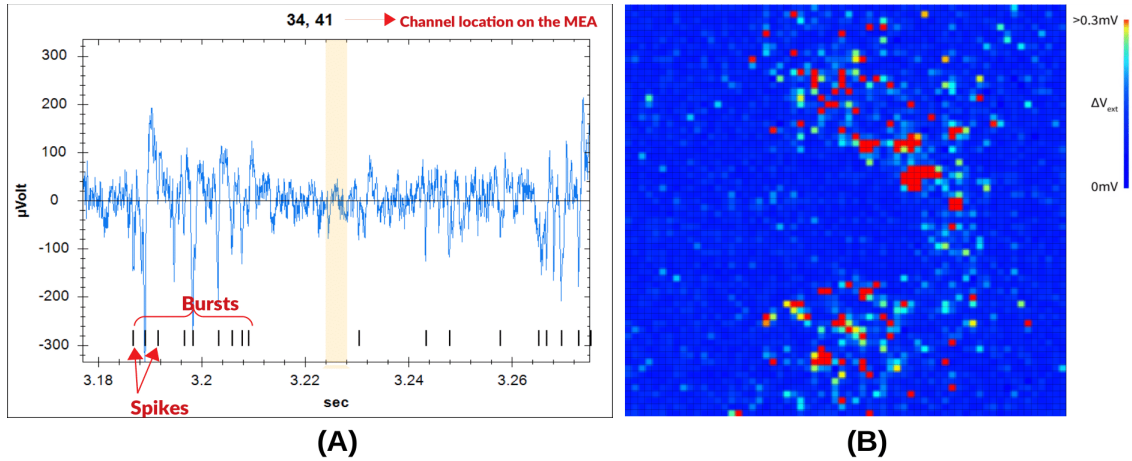 34, 41 Channel location on the MEA
300
200
100
0
-100
-200
-300
µVolt
Bursts
3.18 3.2 3.22 3.24 3.26
sec
Spikes
(A)
>0.3mV
ΔVext
0mV
(B)